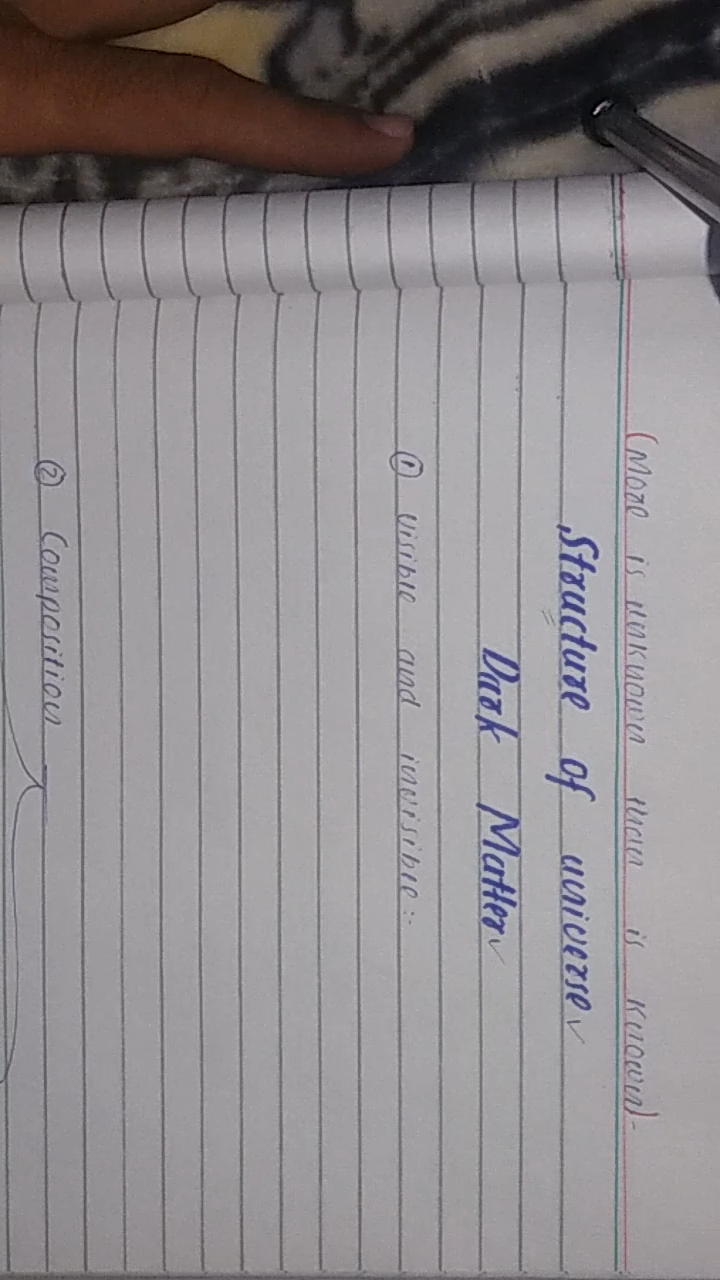 (More is unknown than is known)-
Structure of universe
Dark Matter
① visible and invisible:-
② Composition